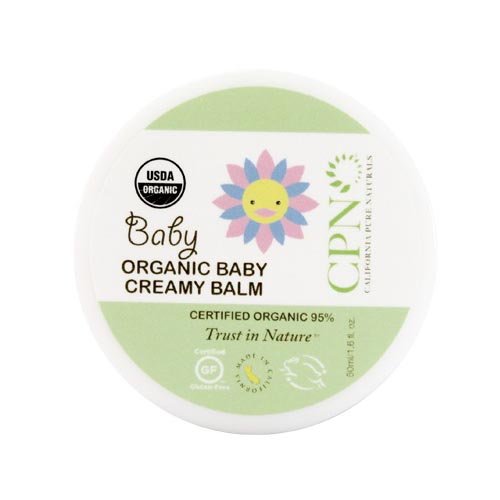 USDA
ORGANIC
Baby
ORGANIC BABY
CREAMY BALM
CPN
CALIFORNIA PURE NATURALS
CERTIFIED ORGANIC 95%
Trust in Nature™
Certified
GF
Gluten-Free
MADE IN
CALIFORNIA
50ml/1.6 fl. oz.